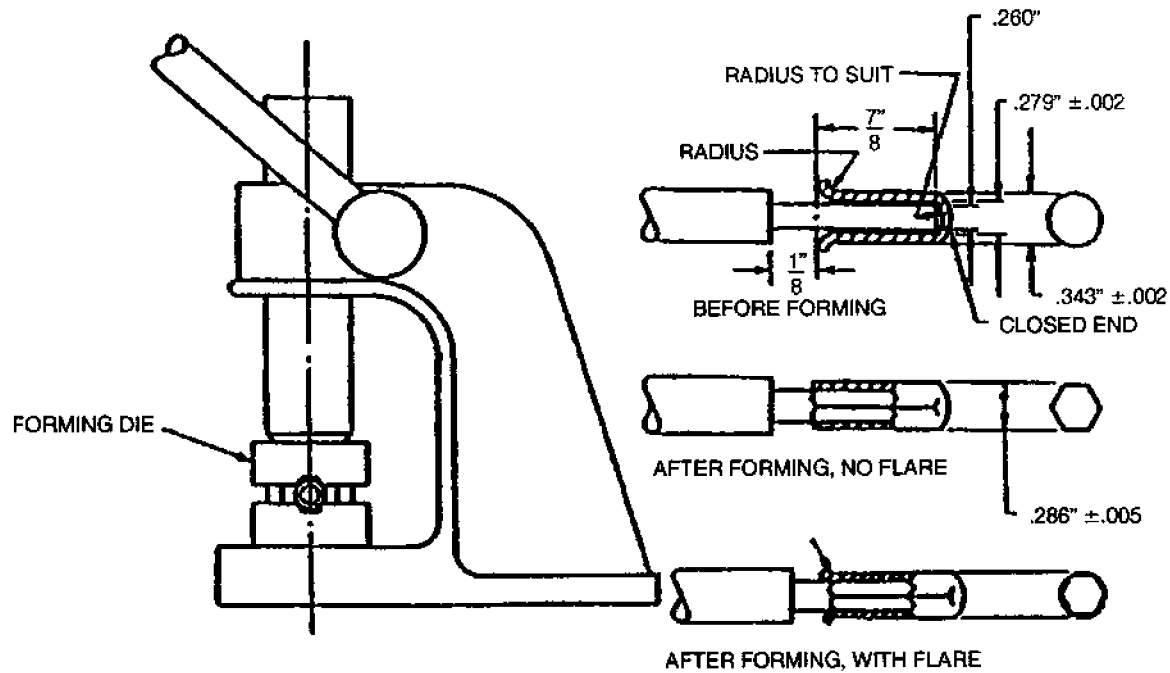 .260"
RADIUS TO SUIT
.279" ±.002
7"
8
RADIUS
1"
8
.343" ±.002
BEFORE FORMING
CLOSED END
FORMING DIE
AFTER FORMING, NO FLARE
.286" ±.005
AFTER FORMING, WITH FLARE